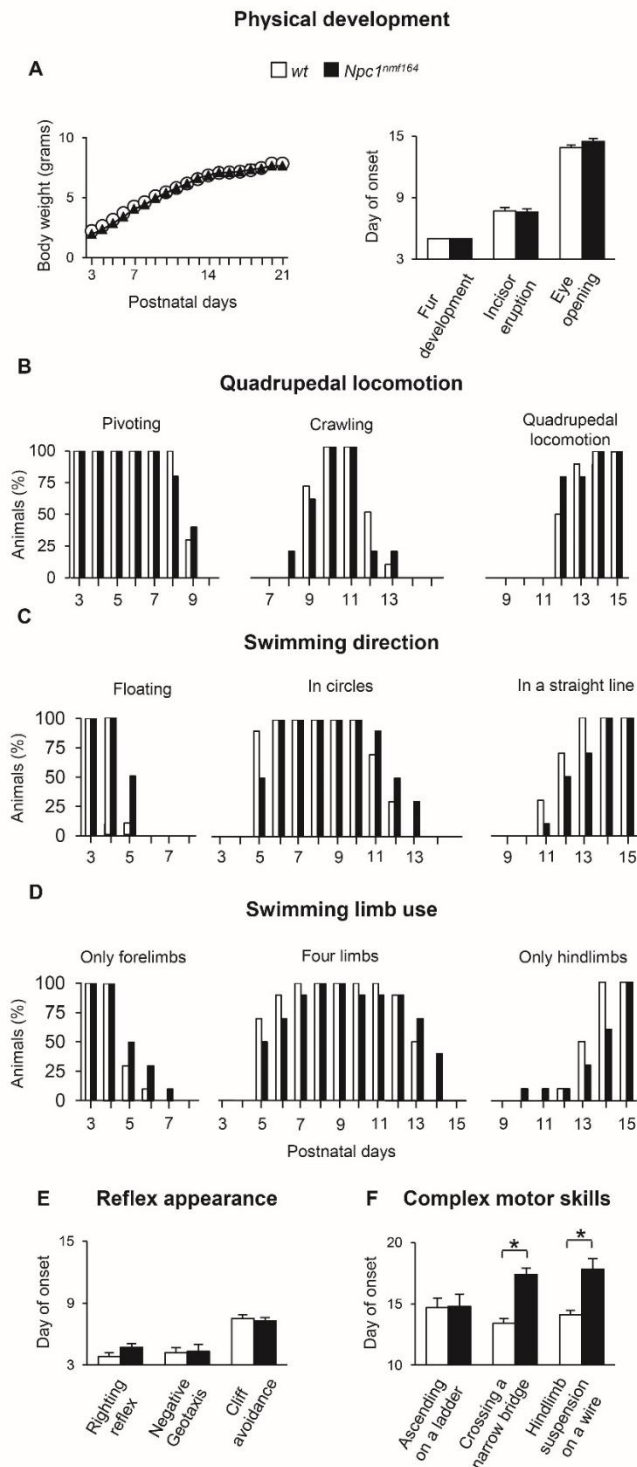 Physical development
A
wt Npc1nmf164
10
5
0
Body weight (grams)
3 7 14 21
Postnatal days
15
9
3
Day of onset
Fur development
Incisor eruption
Eye opening
B
Quadrupedal locomotion
Pivoting
Crawling
Quadrupedal locomotion
100
75
50
25
0
Animals (%)
3 5 7 9
7 9 11 13
9 11 13 15
C
Swimming direction
Floating
In circles
In a straight line
100
75
50
25
0
Animals (%)
3 5 7
3 5 7 9 11 13
9 11 13 15
D
Swimming limb use
Only forelimbs
Four limbs
Only hindlimbs
100
75
50
25
0
Animals (%)
3 5 7
3 5 7 9 11 13 15
9 11 13 15
Postnatal days
E
Reflex appearance
15
9
3
Day of onset
Righting reflex
Negative Geotaxis
Cliff avoidance
F
Complex motor skills
20
15
10
Day of onset
*
*
Ascending on a ladder
Crossing a narrow bridge
Hindlimb suspension on a wire